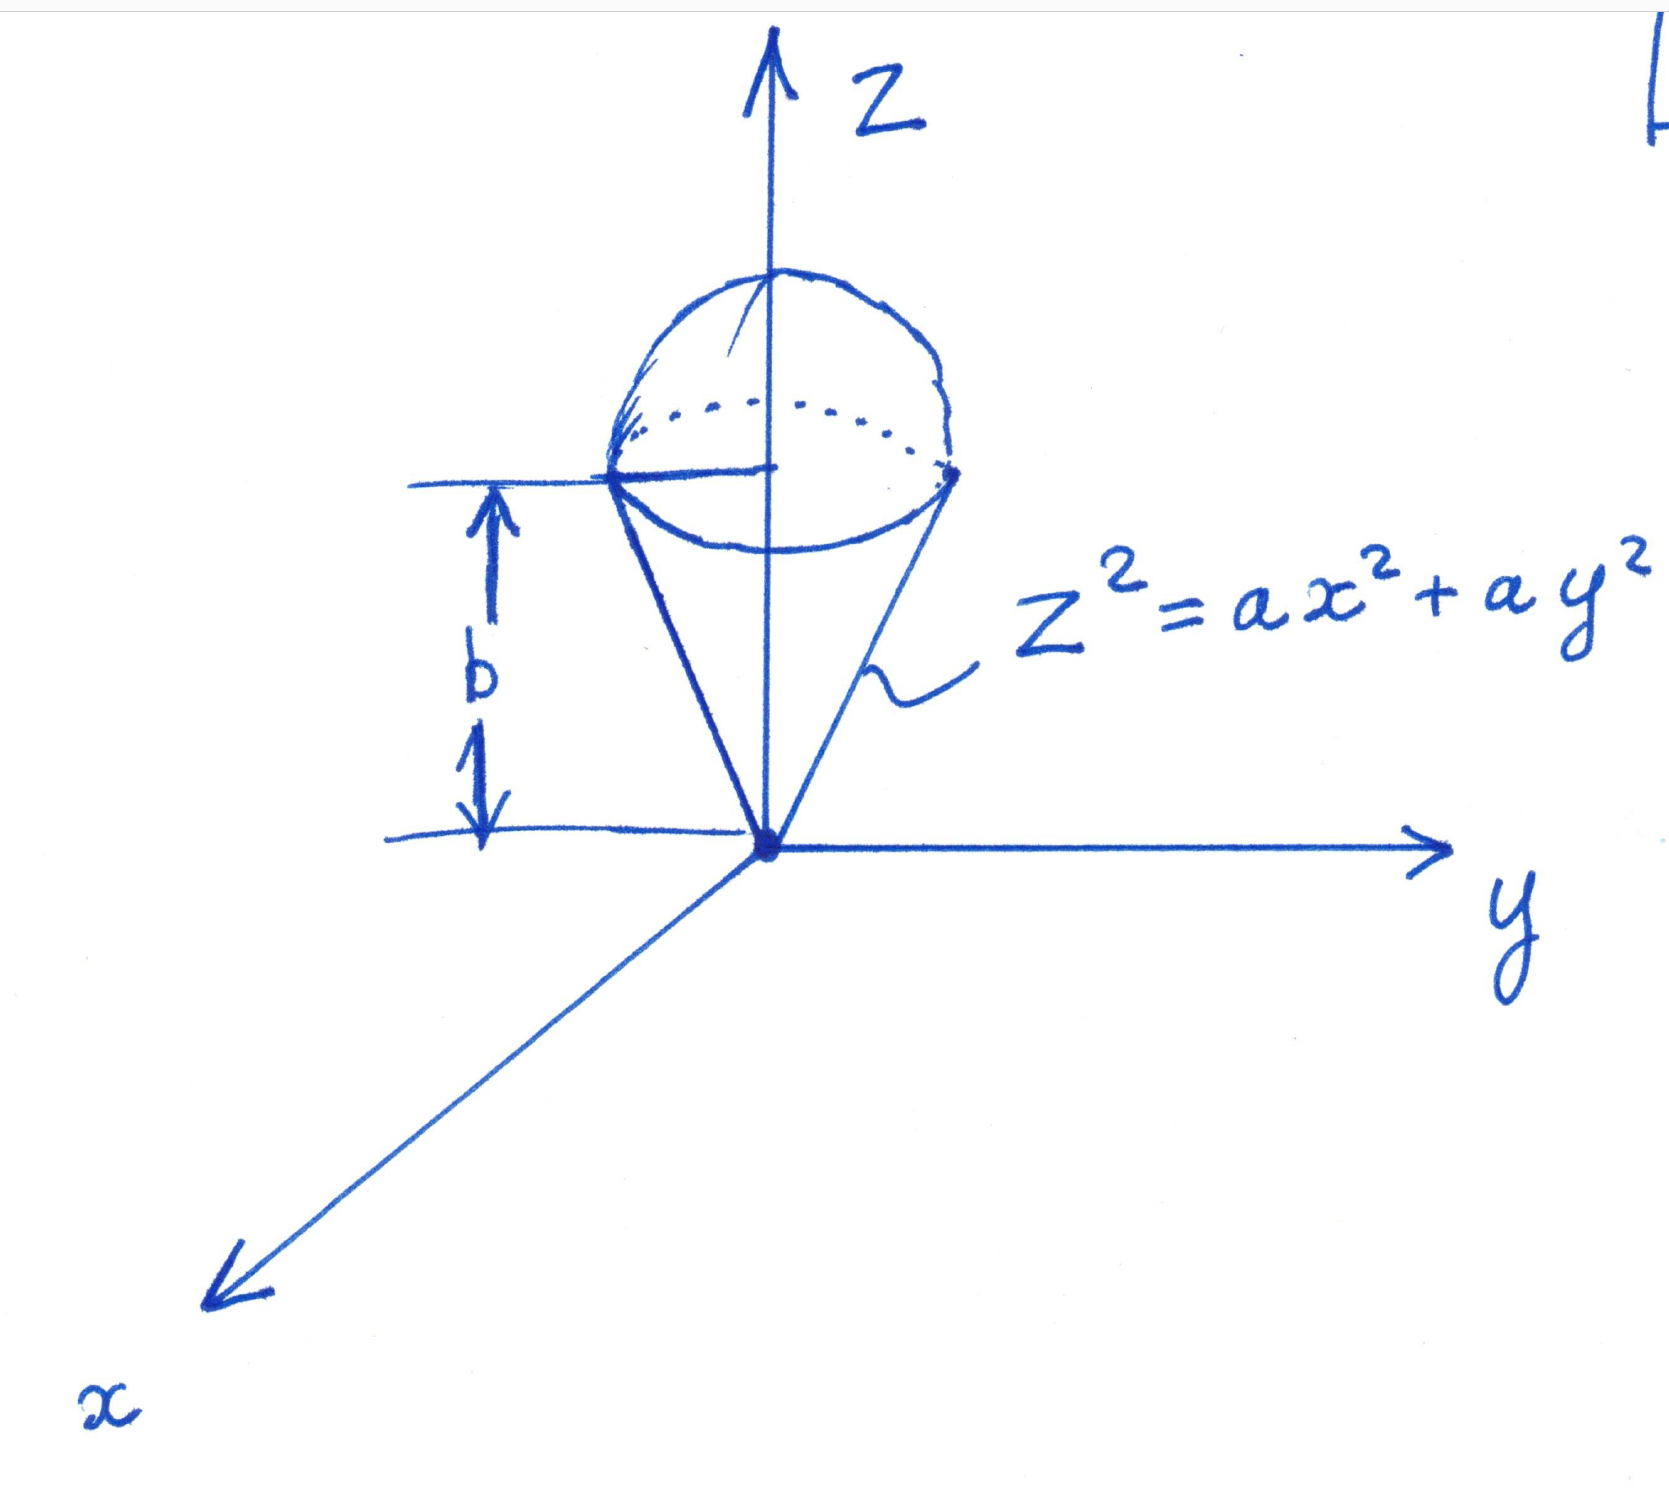 z
b
z² = ax² + ay²
y
x